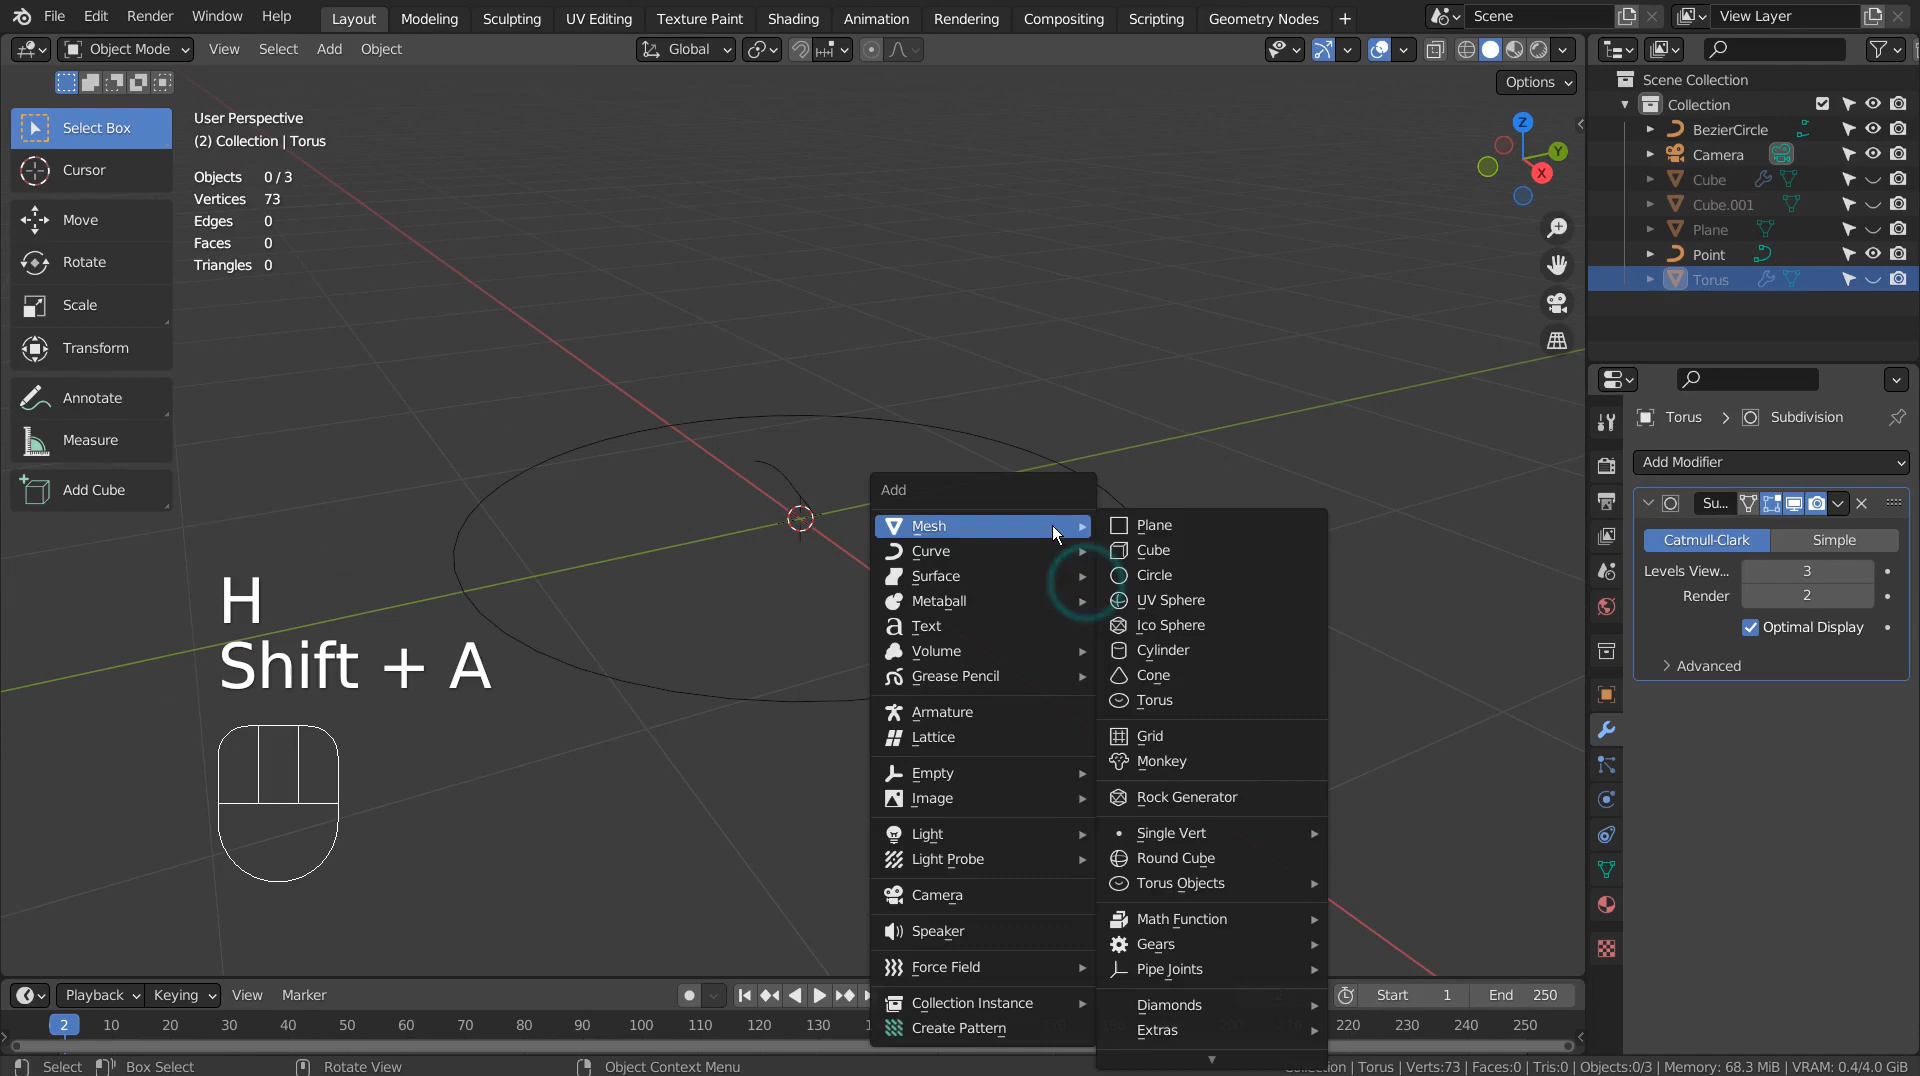 File Edit Render Window Help Layout Modeling Sculpting UV Editing Texture Paint Shading Animation Rendering Compositing Scripting Geometry Nodes + Scene View Layer
Object Mode View Select Add Object Global
Options
Select Box
Cursor
Move
Rotate
Scale
Transform
Annotate
Measure
Add Cube
User Perspective
(2) Collection | Torus
Objects 0 / 3
Vertices 73
Edges 0
Faces 0
Triangles 0
Z
Y
X
H
Shift + A
Add
Mesh
Curve
Surface
Metaball
Text
Volume
Grease Pencil
Armature
Lattice
Empty
Image
Light
Light Probe
Camera
Speaker
Force Field
Collection Instance
Create Pattern
Plane
Cube
Circle
UV Sphere
Ico Sphere
Cylinder
Cone
Torus
Grid
Monkey
Rock Generator
Single Vert
Round Cube
Torus Objects
Math Function
Gears
Pipe Joints
Diamonds
Extras
Scene Collection
Collection
BezierCircle
Camera
Cube
Cube.001
Plane
Point
Torus
Torus > Subdivision
Add Modifier
Su...
Catmull-Clark Simple
Levels View... 3
Render 2
Optimal Display
Advanced
Playback Keying View Marker Start 1 End 250
2 10 20 30 40 50 60 70 80 90 100 110 120 130 220 230 240 250
Select Box Select Rotate View Object Context Menu Collection | Torus | Verts:73 | Faces:0 | Tris:0 | Objects:0/3 | Memory: 68.3 MiB | VRAM: 0.4/4.0 GiB